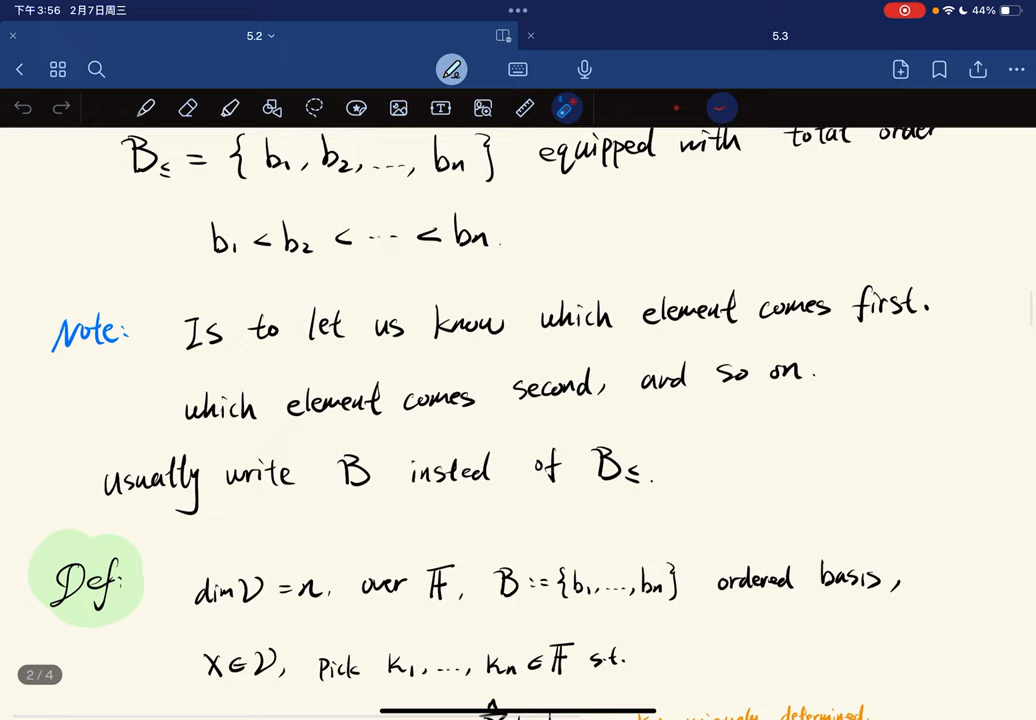 下午3:56 2月7日周三
44%
5.2
5.3
B≤ = { b₁, b₂, ..., bn } equipped with total order
b₁ < b₂ < ... < bn.
Note: Is to let us know which element comes first.
which element comes second, and so on.
usually write B insted of B≤.
Def: dim V = n. over 𝔽, B := {b₁, ..., bn} ordered basis,
x ∈ V, pick k₁, ..., kn ∈ 𝔽 s.t.
2/4
uniquely determined.